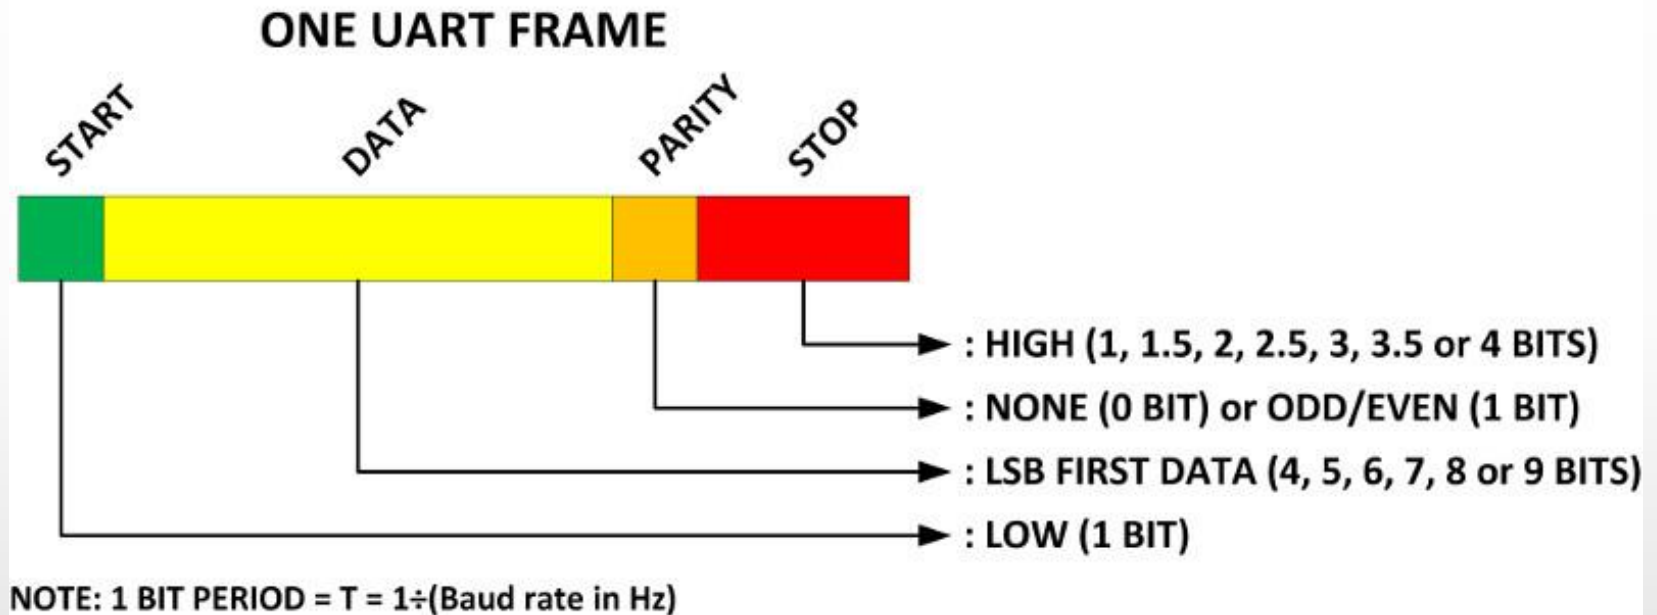 ONE UART FRAME
START
DATA
PARITY
STOP
: HIGH (1, 1.5, 2, 2.5, 3, 3.5 or 4 BITS)
: NONE (0 BIT) or ODD/EVEN (1 BIT)
: LSB FIRST DATA (4, 5, 6, 7, 8 or 9 BITS)
: LOW (1 BIT)
NOTE: 1 BIT PERIOD = T = 1÷(Baud rate in Hz)